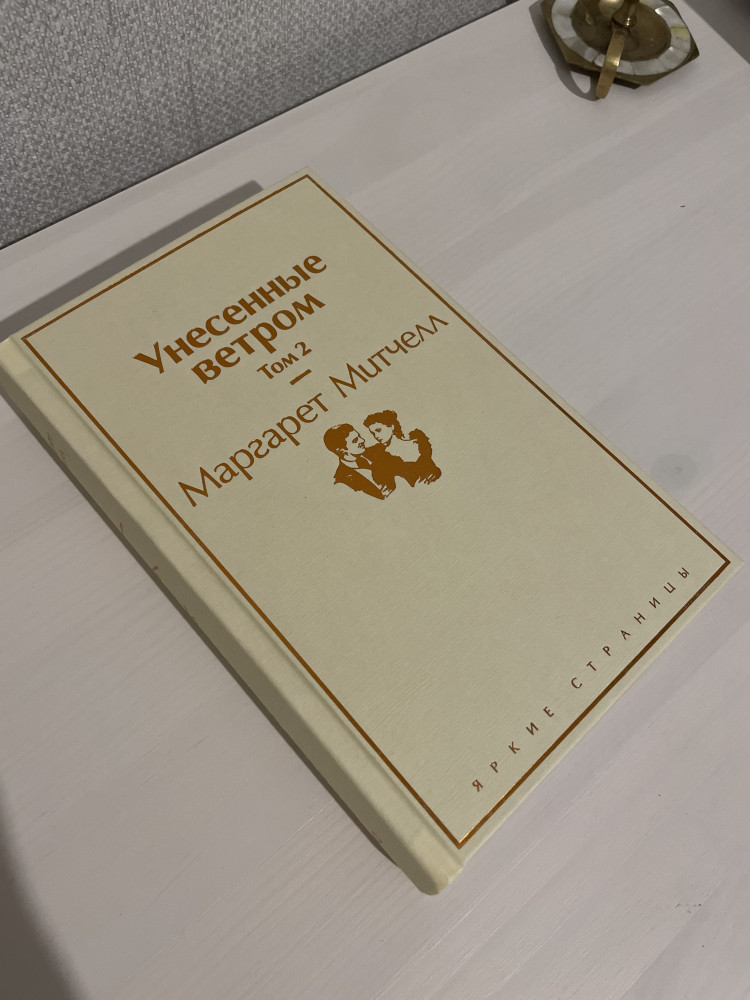 Унесенные
ветром
Том 2
Маргарет Митчелл
ЯРКИЕ СТРАНИЦЫ